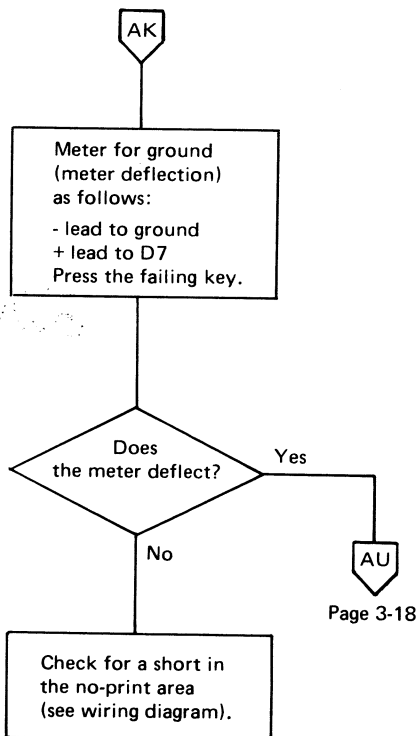 AK
Meter for ground
(meter deflection)
as follows:
- lead to ground
+ lead to D7
Press the failing key.
Does
the meter deflect?
Yes
No
AU
Page 3-18
Check for a short in
the no-print area
(see wiring diagram).